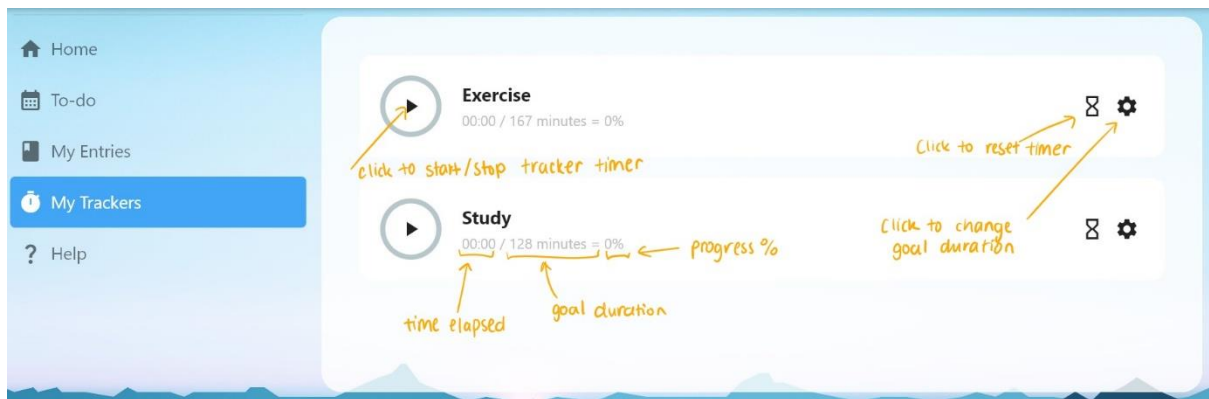 Home
To-do
My Entries
My Trackers
? Help
Exercise
00:00 / 167 minutes = 0%
click to start/stop tracker timer
Click to reset timer
Study
00:00 / 128 minutes = 0%
progress %
time elapsed
goal duration
Click to change
goal duration